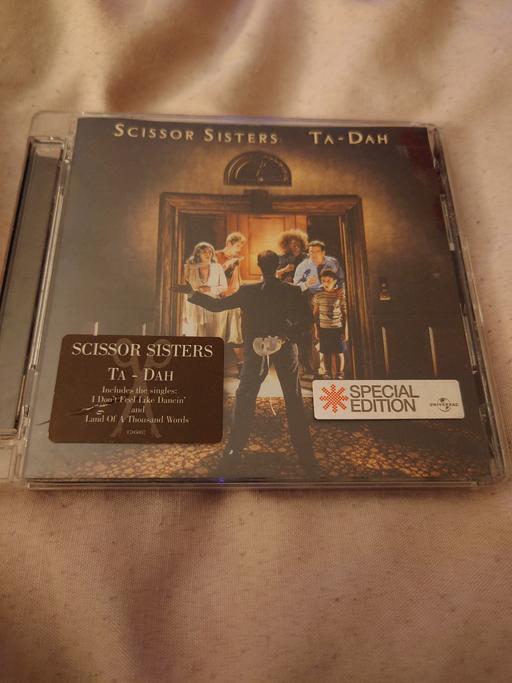 SCISSOR SISTERS TA-DAH
SCISSOR SISTERS
TA - DAH
Includes the singles:
I Don't Feel Like Dancin'
and
Land Of A Thousand Words
SPECIAL
EDITION
UNIVERSAL